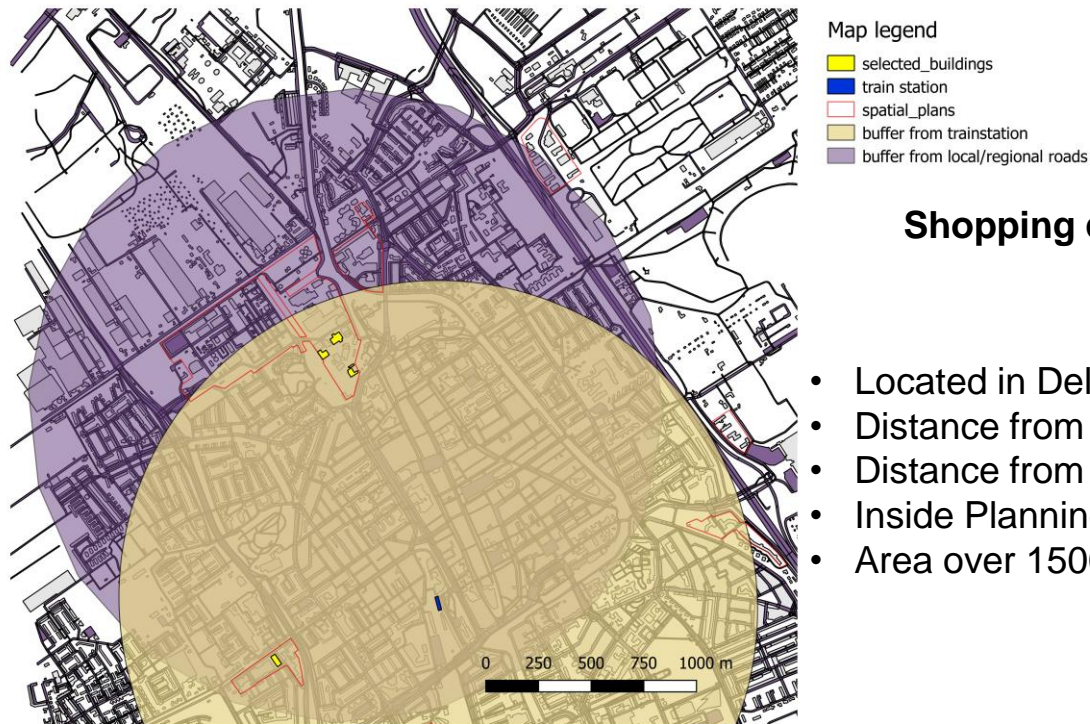 Map legend
selected_buildings
train station
spatial_plans
buffer from trainstation
buffer from local/regional roads
Shopping
• Located in Del
• Distance from
• Distance from
• Inside Plannin
• Area over 150
0 250 500 750 1000 m